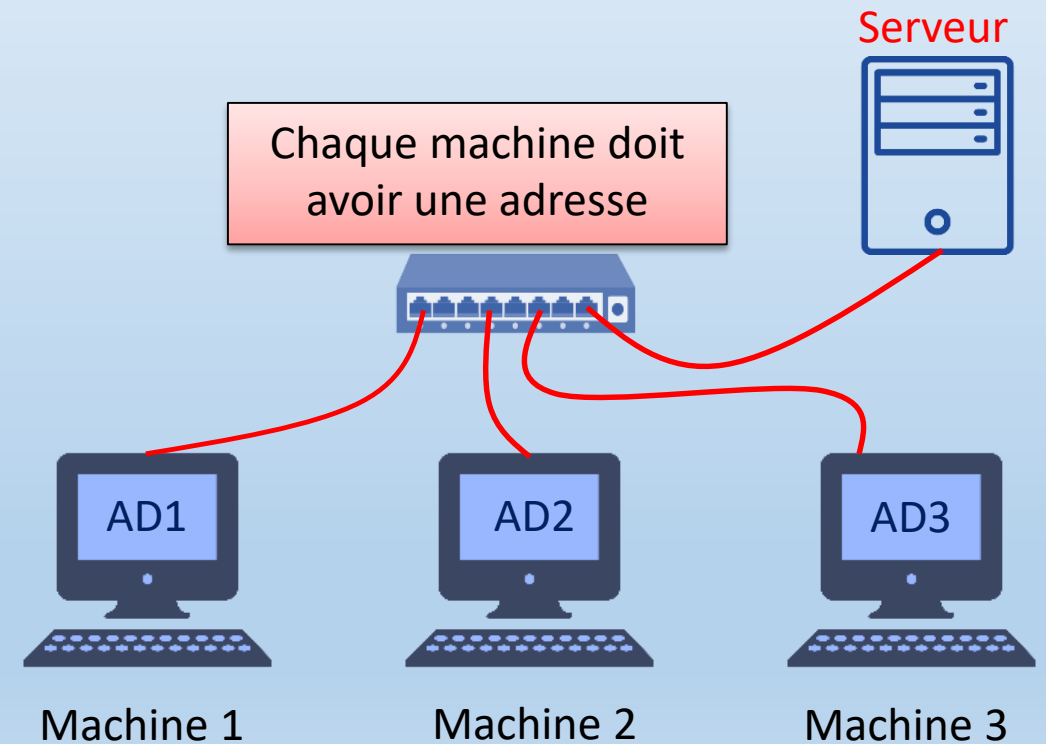 Serveur
Chaque machine doit
avoir une adresse
AD1
AD2
AD3
Machine 1
Machine 2
Machine 3